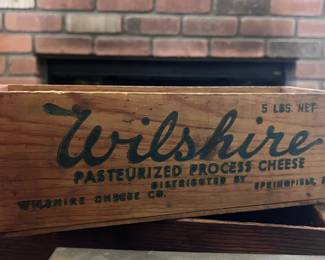 5 LBS. NET
Wilshire
PASTEURIZED PROCESS CHEESE
DISTRIBUTED BY
WILSHIRE CHEESE CO. SPRINGFIELD,